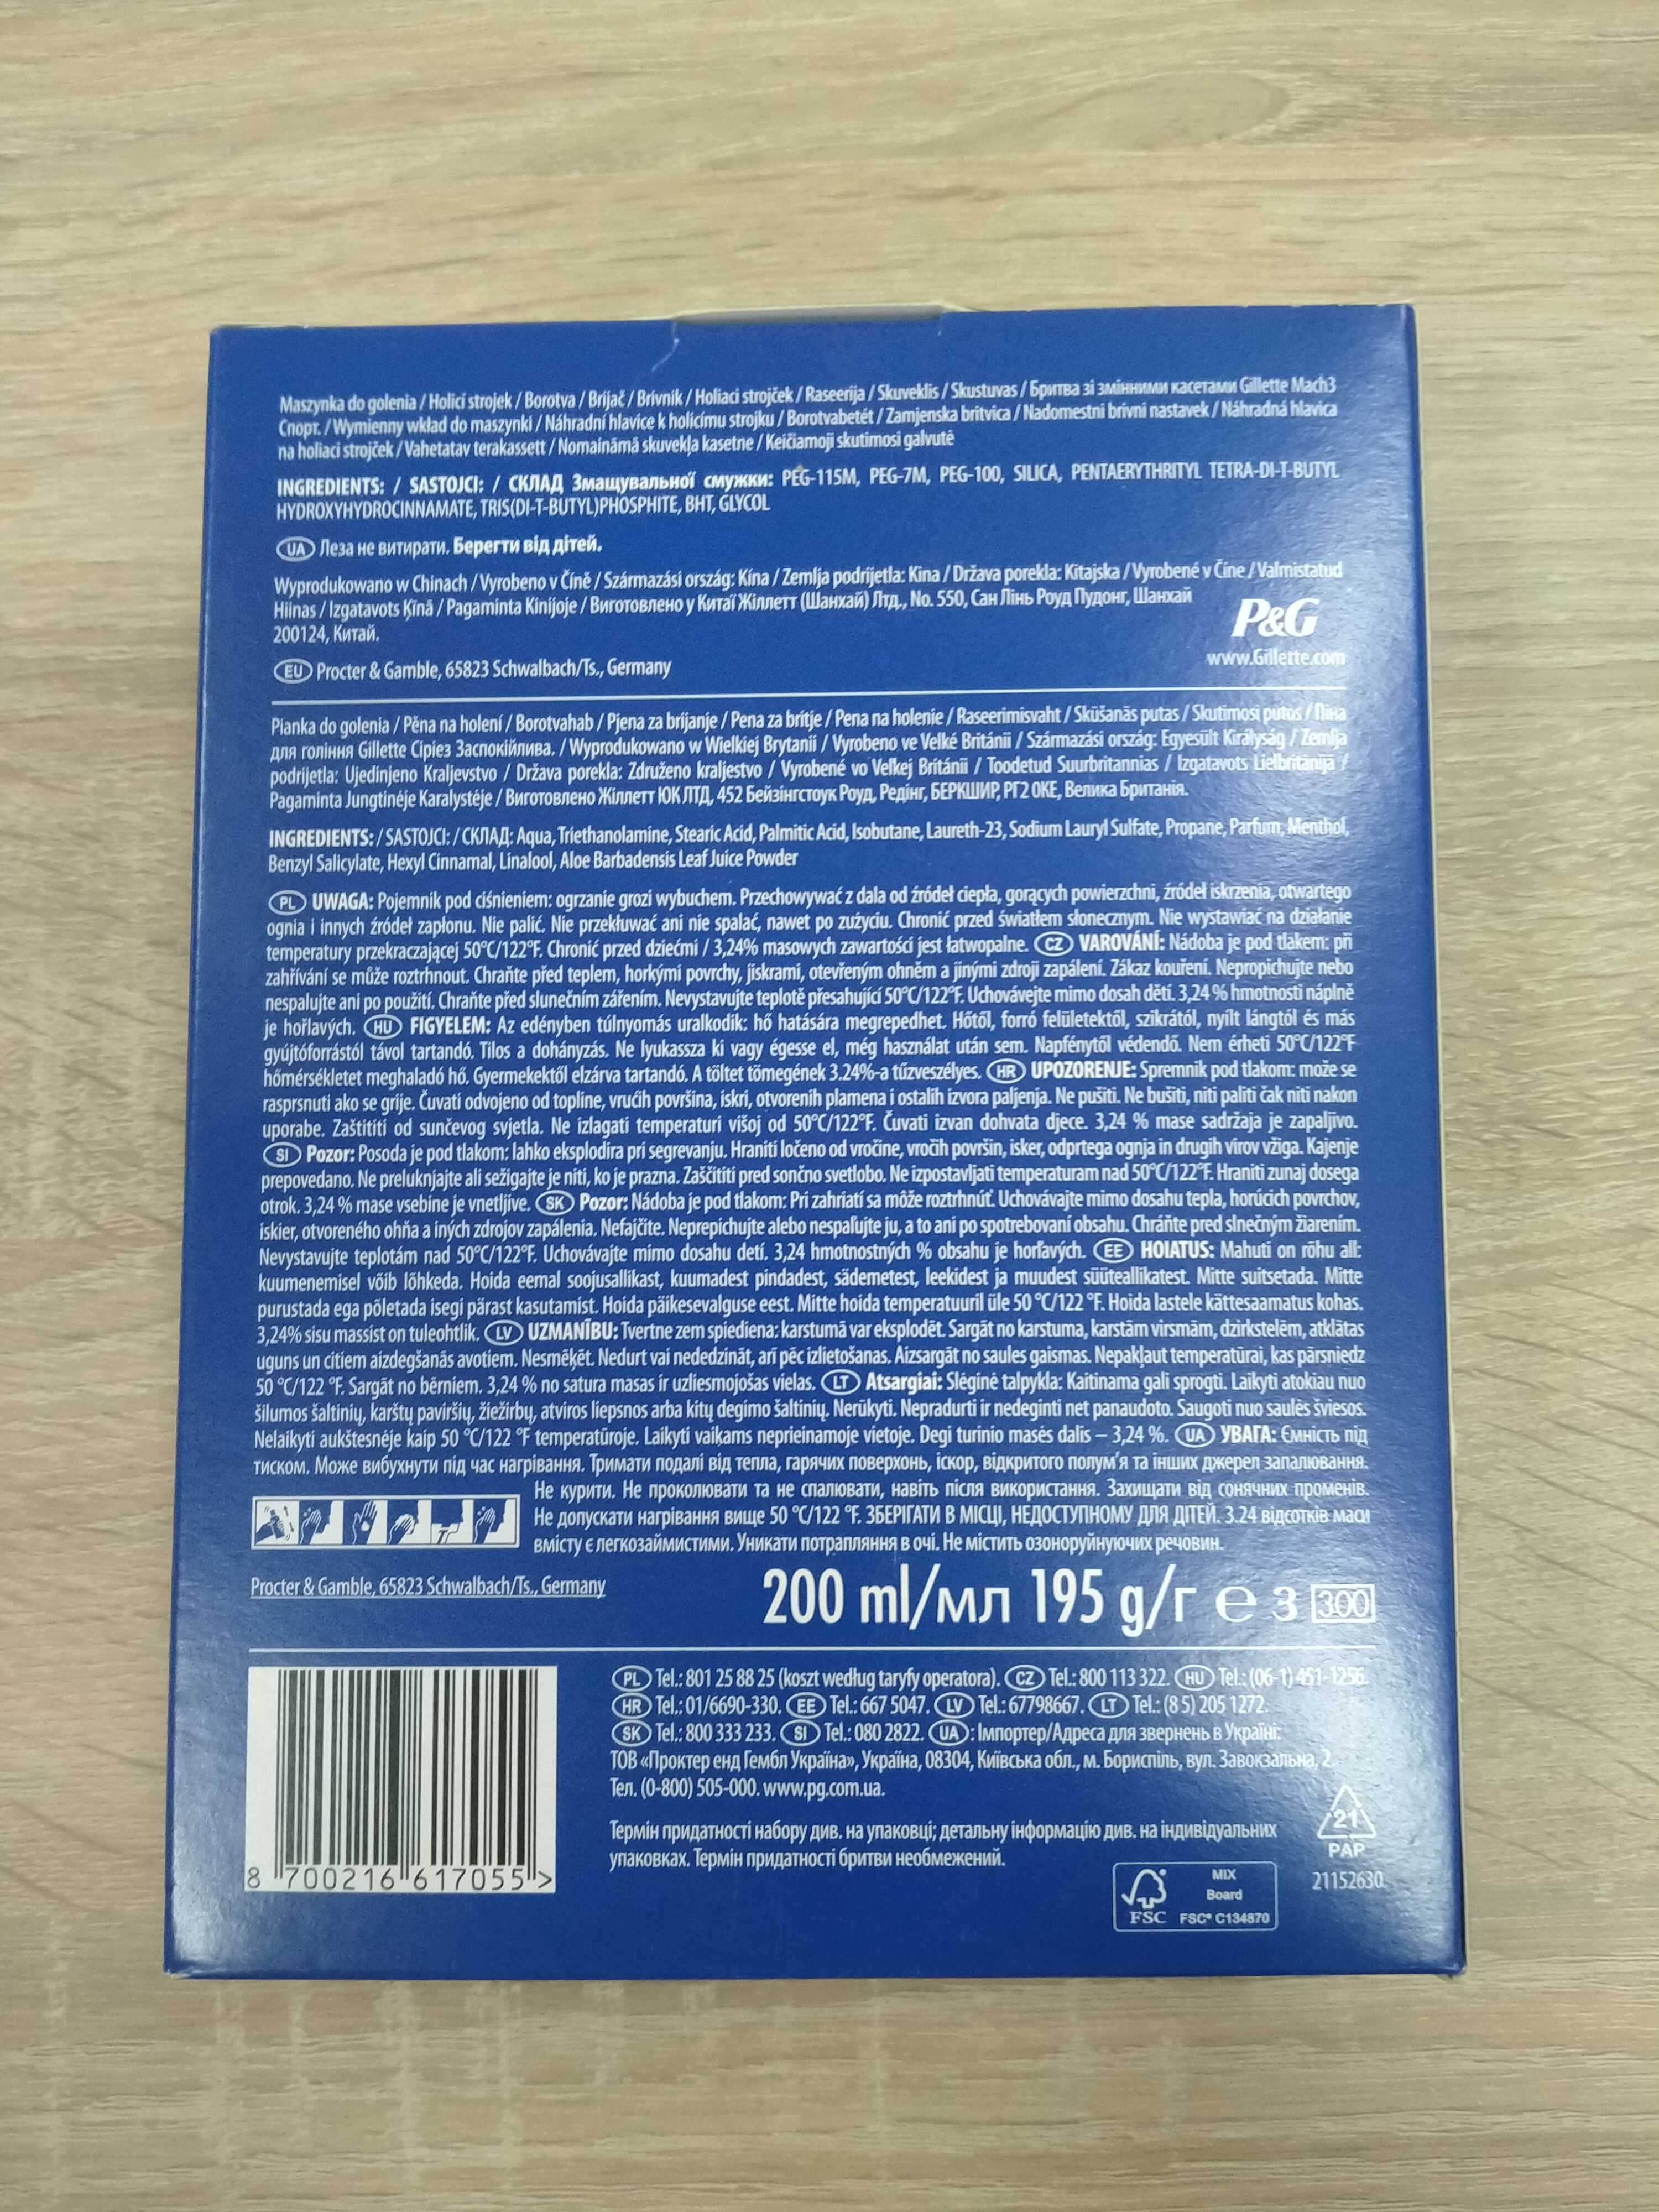 Maszynka do golenia / Holicí strojek / Borotva / Brijač / Brivnik / Holiaci strojček / Raseerija / Skuveklis / Skustuvas / Бритва зі змінними касетами Gillette Mach3
Спорт. / Wymienny wkład do maszynki / Náhradní hlavice k holicímu strojku / Borotvabetét / Zamjenska britvica / Nadomestni brivni nastavek / Náhradná hlavica
na holiaci strojček / Vahetatav terakassett / Nomaināmā skuvekļa kasetne / Keičiamoji skutimosi galvutė
INGREDIENTS: / SASTOJCI: / СКЛАД Змащувальної смужки: PEG-115M, PEG-7M, PEG-100, SILICA, PENTAERYTHRITYL TETRA-DI-T-BUTYL
HYDROXYHYDROCINNAMATE, TRIS(DI-T-BUTYL)PHOSPHITE, BHT, GLYCOL
UA Леза не витирати. Берегти від дітей.
Wyprodukowano w Chinach / Vyrobeno v Číně / Származási ország: Kína / Zemlja podrijetla: Kina / Država porekla: Kitajska / Vyrobené v Číne / Valmistatud
Hiinas / Izgatavots Ķīnā / Pagaminta Kinijoje / Виготовлено у Китаї Жіллетт (Шанхай) Лтд., No. 550, Сан Лінь Роуд Пудонг, Шанхай
200124, Китай.
P&G
www.Gillette.com
EU Procter & Gamble, 65823 Schwalbach/Ts., Germany
Pianka do golenia / Pěna na holení / Borotvahab / Pjena za brijanje / Pena za britje / Pena na holenie / Raseerimisvaht / Skūšanās putas / Skutimosi putos / Піна
для гоління Gillette Сіріез Заспокійлива. / Wyprodukowano w Wielkiej Brytanii / Vyrobeno ve Velké Británii / Származási ország: Egyesült Királyság / Zemlja
podrijetla: Ujedinjeno Kraljevstvo / Država porekla: Združeno kraljestvo / Vyrobené vo Veľkej Británii / Toodetud Suurbritannias / Izgatavots Lielbritānija /
Pagaminta Jungtinėje Karalystėje / Виготовлено Жіллетт ЮК ЛТД, 452 Бейзінгстоук Роуд, Редінг, БЕРКШИР, РГ2 0КЕ, Велика Британія.
INGREDIENTS: / SASTOJCI: / СКЛАД: Aqua, Triethanolamine, Stearic Acid, Palmitic Acid, Isobutane, Laureth-23, Sodium Lauryl Sulfate, Propane, Parfum, Menthol,
Benzyl Salicylate, Hexyl Cinnamal, Linalool, Aloe Barbadensis Leaf Juice Powder
PL UWAGA: Pojemnik pod ciśnieniem: ogrzanie grozi wybuchem. Przechowywać z dala od źródeł ciepła, gorących powierzchni, źródeł iskrzenia, otwartego
ognia i innych źródeł zapłonu. Nie palić. Nie przekłuwać ani nie spalać, nawet po zużyciu. Chronić przed światłem słonecznym. Nie wystawiać na działanie
temperatury przekraczającej 50°C/122°F. Chronić przed dziećmi / 3,24% masowych zawartości jest łatwopalne. CZ VAROVÁNÍ: Nádoba je pod tlakem: při
zahřívání se může roztrhnout. Chraňte před teplem, horkými povrchy, jiskrami, otevřeným ohněm a jinými zdroji zapálení. Zákaz kouření. Nepropichujte nebo
nespalujte ani po použití. Chraňte před slunečním zářením. Nevystavujte teplotě přesahující 50°C/122°F. Uchovávejte mimo dosah dětí. 3,24 % hmotnosti náplně
je hořlavých. HU FIGYELEM: Az edényben túlnyomás uralkodik: hő hatására megrepedhet. Hőtől, forró felületektől, szikrától, nyílt lángtól és más
gyújtóforrástól távol tartandó. Tilos a dohányzás. Ne lyukassza ki vagy égesse el, még használat után sem. Napfénytől védendő. Nem érheti 50°C/122°F
hőmérsékletet meghaladó hő. Gyermekektől elzárva tartandó. A töltet tömegének 3.24%-a tűzveszélyes. HR UPOZORENJE: Spremnik pod tlakom: može se
rasprsnuti ako se grije. Čuvati odvojeno od topline, vrućih površina, iskri, otvorenih plamena i ostalih izvora paljenja. Ne pušiti. Ne bušiti, niti paliti čak niti nakon
uporabe. Zaštititi od sunčevog svjetla. Ne izlagati temperaturi višoj od 50°C/122°F. Čuvati izvan dohvata djece. 3,24 % mase sadržaja je zapaljivo.
SI Pozor: Posoda je pod tlakom: lahko eksplodira pri segrevanju. Hraniti ločeno od vročine, vročih površin, isker, odprtega ognja in drugih virov vžiga. Kajenje
prepovedano. Ne preluknjajte ali sežigajte je niti, ko je prazna. Zaščititi pred sončno svetlobo. Ne izpostavljati temperaturam nad 50°C/122°F. Hraniti zunaj dosega
otrok. 3,24 % mase vsebine je vnetljive. SK Pozor: Nádoba je pod tlakom: Pri zahriatí sa môže roztrhnúť. Uchovávajte mimo dosahu tepla, horúcich povrchov,
iskier, otvoreného ohňa a iných zdrojov zapálenia. Nefajčite. Neprepichujte alebo nespaľujte ju, a to ani po spotrebovaní obsahu. Chráňte pred slnečným žiarením.
Nevystavujte teplotám nad 50°C/122°F. Uchovávajte mimo dosahu detí. 3,24 hmotnostných % obsahu je horľavých. EE HOIATUS: Mahuti on rõhu all:
kuumenemisel võib lõhkeda. Hoida eemal soojusallikast, kuumadest pindadest, sädemetest, leekidest ja muudest süüteallikatest. Mitte suitsetada. Mitte
purustada ega põletada isegi pärast kasutamist. Hoida päikesevalguse eest. Mitte hoida temperatuuril üle 50 °C/122 °F. Hoida lastele kättesaamatus kohas.
3,24% sisu massist on tuleohtlik. LV UZMANĪBU: Tvertne zem spiediena: karstumā var eksplodēt. Sargāt no karstuma, karstām virsmām, dzirkstelēm, atklātas
uguns un citiem aizdegšanās avotiem. Nesmēķēt. Nedurt vai nededzināt, arī pēc izlietošanas. Aizsargāt no saules gaismas. Nepakļaut temperatūrai, kas pārsniedz
50 °C/122 °F. Sargāt no bērniem. 3,24 % no satura masas ir uzliesmojošas vielas. LT Atsargiai: Slėginė talpykla: Kaitinama gali sprogti. Laikyti atokiau nuo
šilumos šaltinių, karštų paviršių, žiežirbų, atviros liepsnos arba kitų degimo šaltinių. Nerūkyti. Nepradurti ir nedeginti net panaudoto. Saugoti nuo saulės šviesos.
Nelaikyti aukštesnėje kaip 50 °C/122 °F temperatūroje. Laikyti vaikams neprieinamoje vietoje. Degi turinio masės dalis – 3,24 %. UA УВАГА: Ємність під
тиском. Може вибухнути під час нагрівання. Тримати подалі від тепла, гарячих поверхонь, іскор, відкритого полум'я та інших джерел запалювання.
Не курити. Не проколювати та не спалювати, навіть після використання. Захищати від сонячних променів.
Не допускати нагрівання вище 50 °C/122 °F. ЗБЕРІГАТИ В МІСЦІ, НЕДОСТУПНОМУ ДЛЯ ДІТЕЙ. 3.24 відсотків маси
вмісту є легкозаймистими. Уникати потрапляння в очі. Не містить озоноруйнуючих речовин.
Procter & Gamble, 65823 Schwalbach/Ts., Germany
200 ml/мл 195 g/г e 3 300
PL Tel.: 801 25 88 25 (koszt według taryfy operatora). CZ Tel.: 800 113 322. HU Tel.: (06-1) 451-1256.
HR Tel.: 01/6690-330. EE Tel.: 667 5047. LV Tel.: 67798667. LT Tel.: (8 5) 205 1272.
SK Tel.: 800 333 233. SI Tel.: 080 2822. UA : Імпортер/Адреса для звернень в Україні:
ТОВ «Проктер енд Гембл Україна», Україна, 08304, Київська обл., м. Бориспіль, вул. Завокзальна, 2.
Тел. (0-800) 505-000. www.pg.com.ua.
Термін придатності набору див. на упаковці; детальну інформацію див. на індивідуальних
упаковках. Термін придатності бритви необмежений.
8 700216 617055 >
21
PAP
21152630
FSC
MIX
Board
FSC® C134870